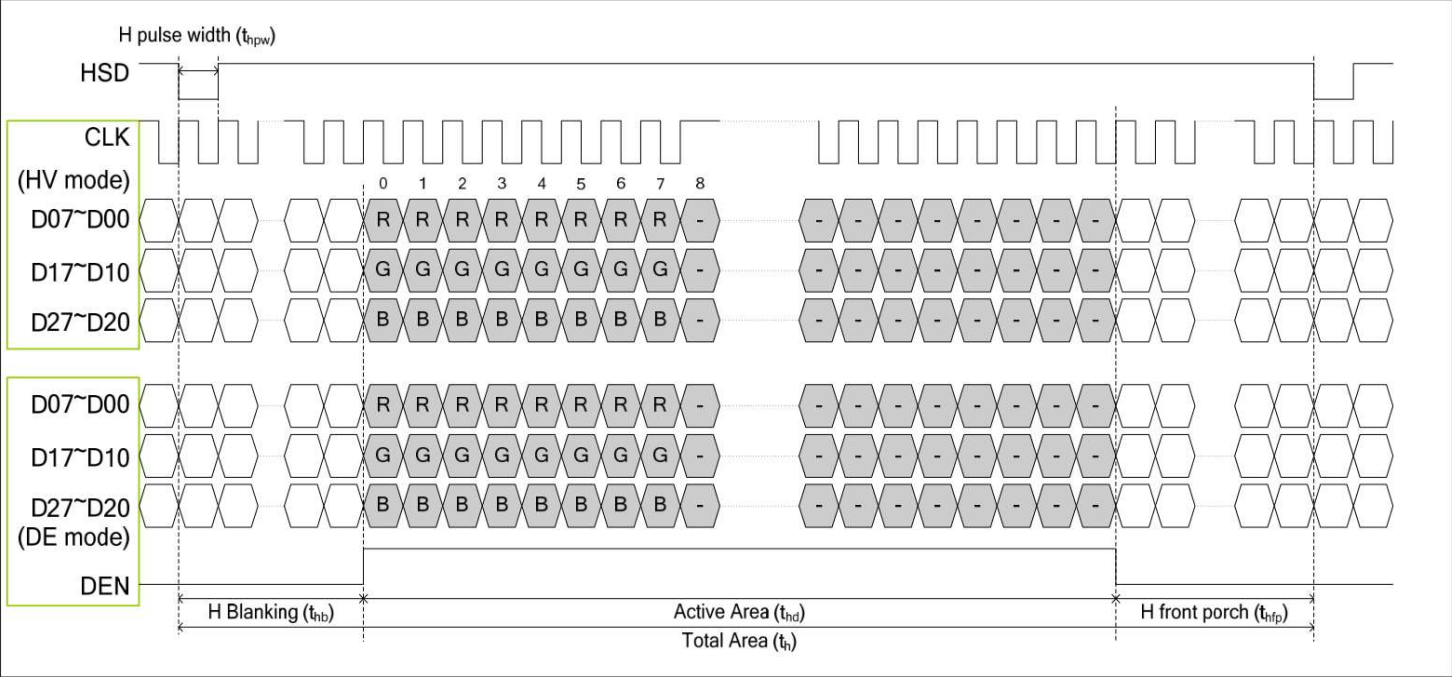 H pulse width (thpw)
HSD
CLK
(HV mode)
0 1 2 3 4 5 6 7 8
D07~D00 R R R R R R R R - - - - - - - - -
D17~D10 G G G G G G G G - - - - - - - - -
D27~D20 B B B B B B B B - - - - - - - - -
D07~D00 R R R R R R R R - - - - - - - - -
D17~D10 G G G G G G G G - - - - - - - - -
D27~D20 B B B B B B B B - - - - - - - - -
(DE mode)
DEN
H Blanking (thb) Active Area (thd) H front porch (thfp)
Total Area (th)